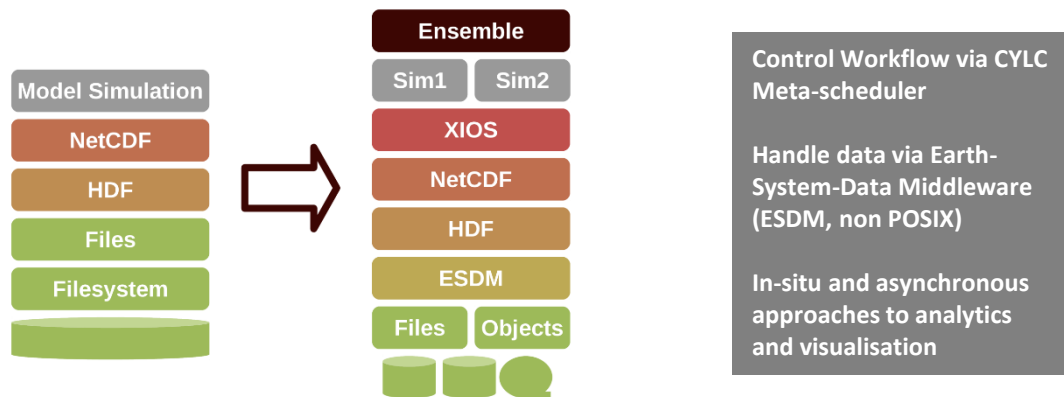 Model Simulation
NetCDF
HDF
Files
Filesystem
Ensemble
Sim1 Sim2
XIOS
NetCDF
HDF
ESDM
Files Objects
Control Workflow via CYLC
Meta-scheduler
Handle data via Earth-
System-Data Middleware
(ESDM, non POSIX)
In-situ and asynchronous
approaches to analytics
and visualisation